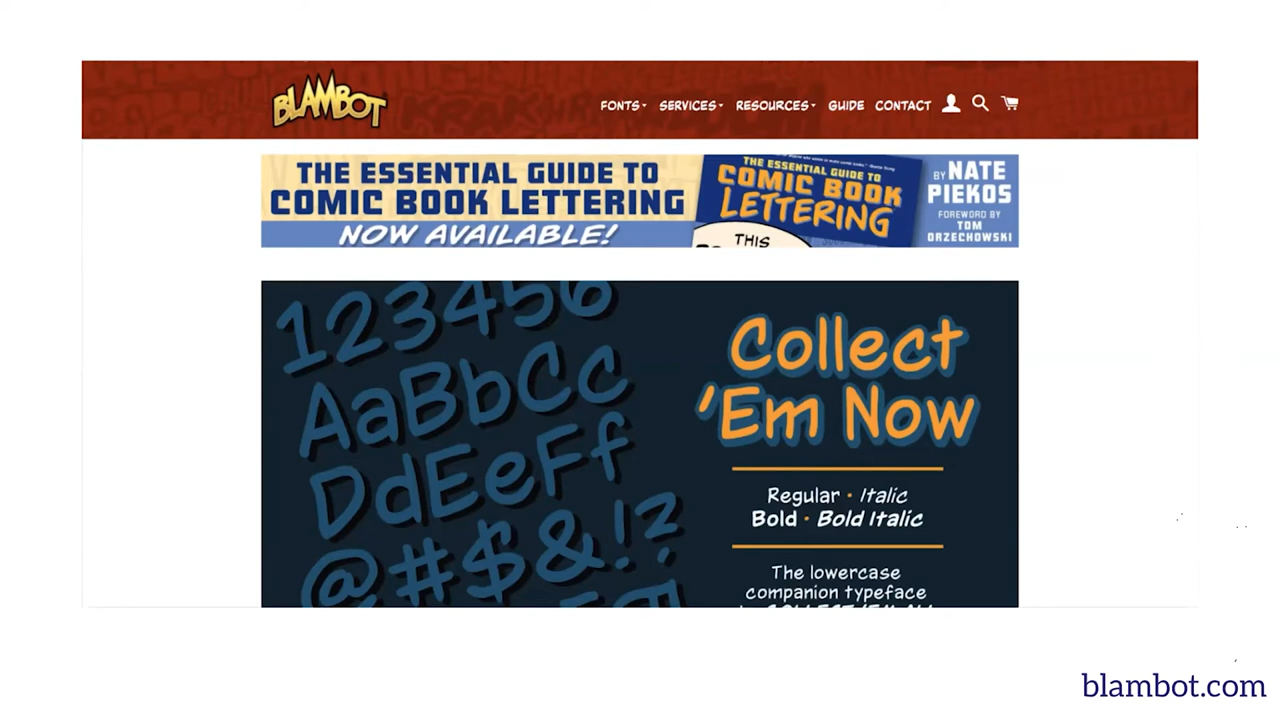 BLAMBOT
FONTS SERVICES RESOURCES GUIDE CONTACT
THE ESSENTIAL GUIDE TO
COMIC BOOK LETTERING
NOW AVAILABLE!
THE ESSENTIAL GUIDE TO
COMIC BOOK
LETTERING
THIS
BY NATE
PIEKOS
FOREWORD BY
TOM
ORZECHOWSKI
123456
AaBbCc
DdEeFf
@#$&!?
Collect
'Em Now
Regular • Italic
Bold • Bold Italic
The lowercase
companion typeface
blambot.com